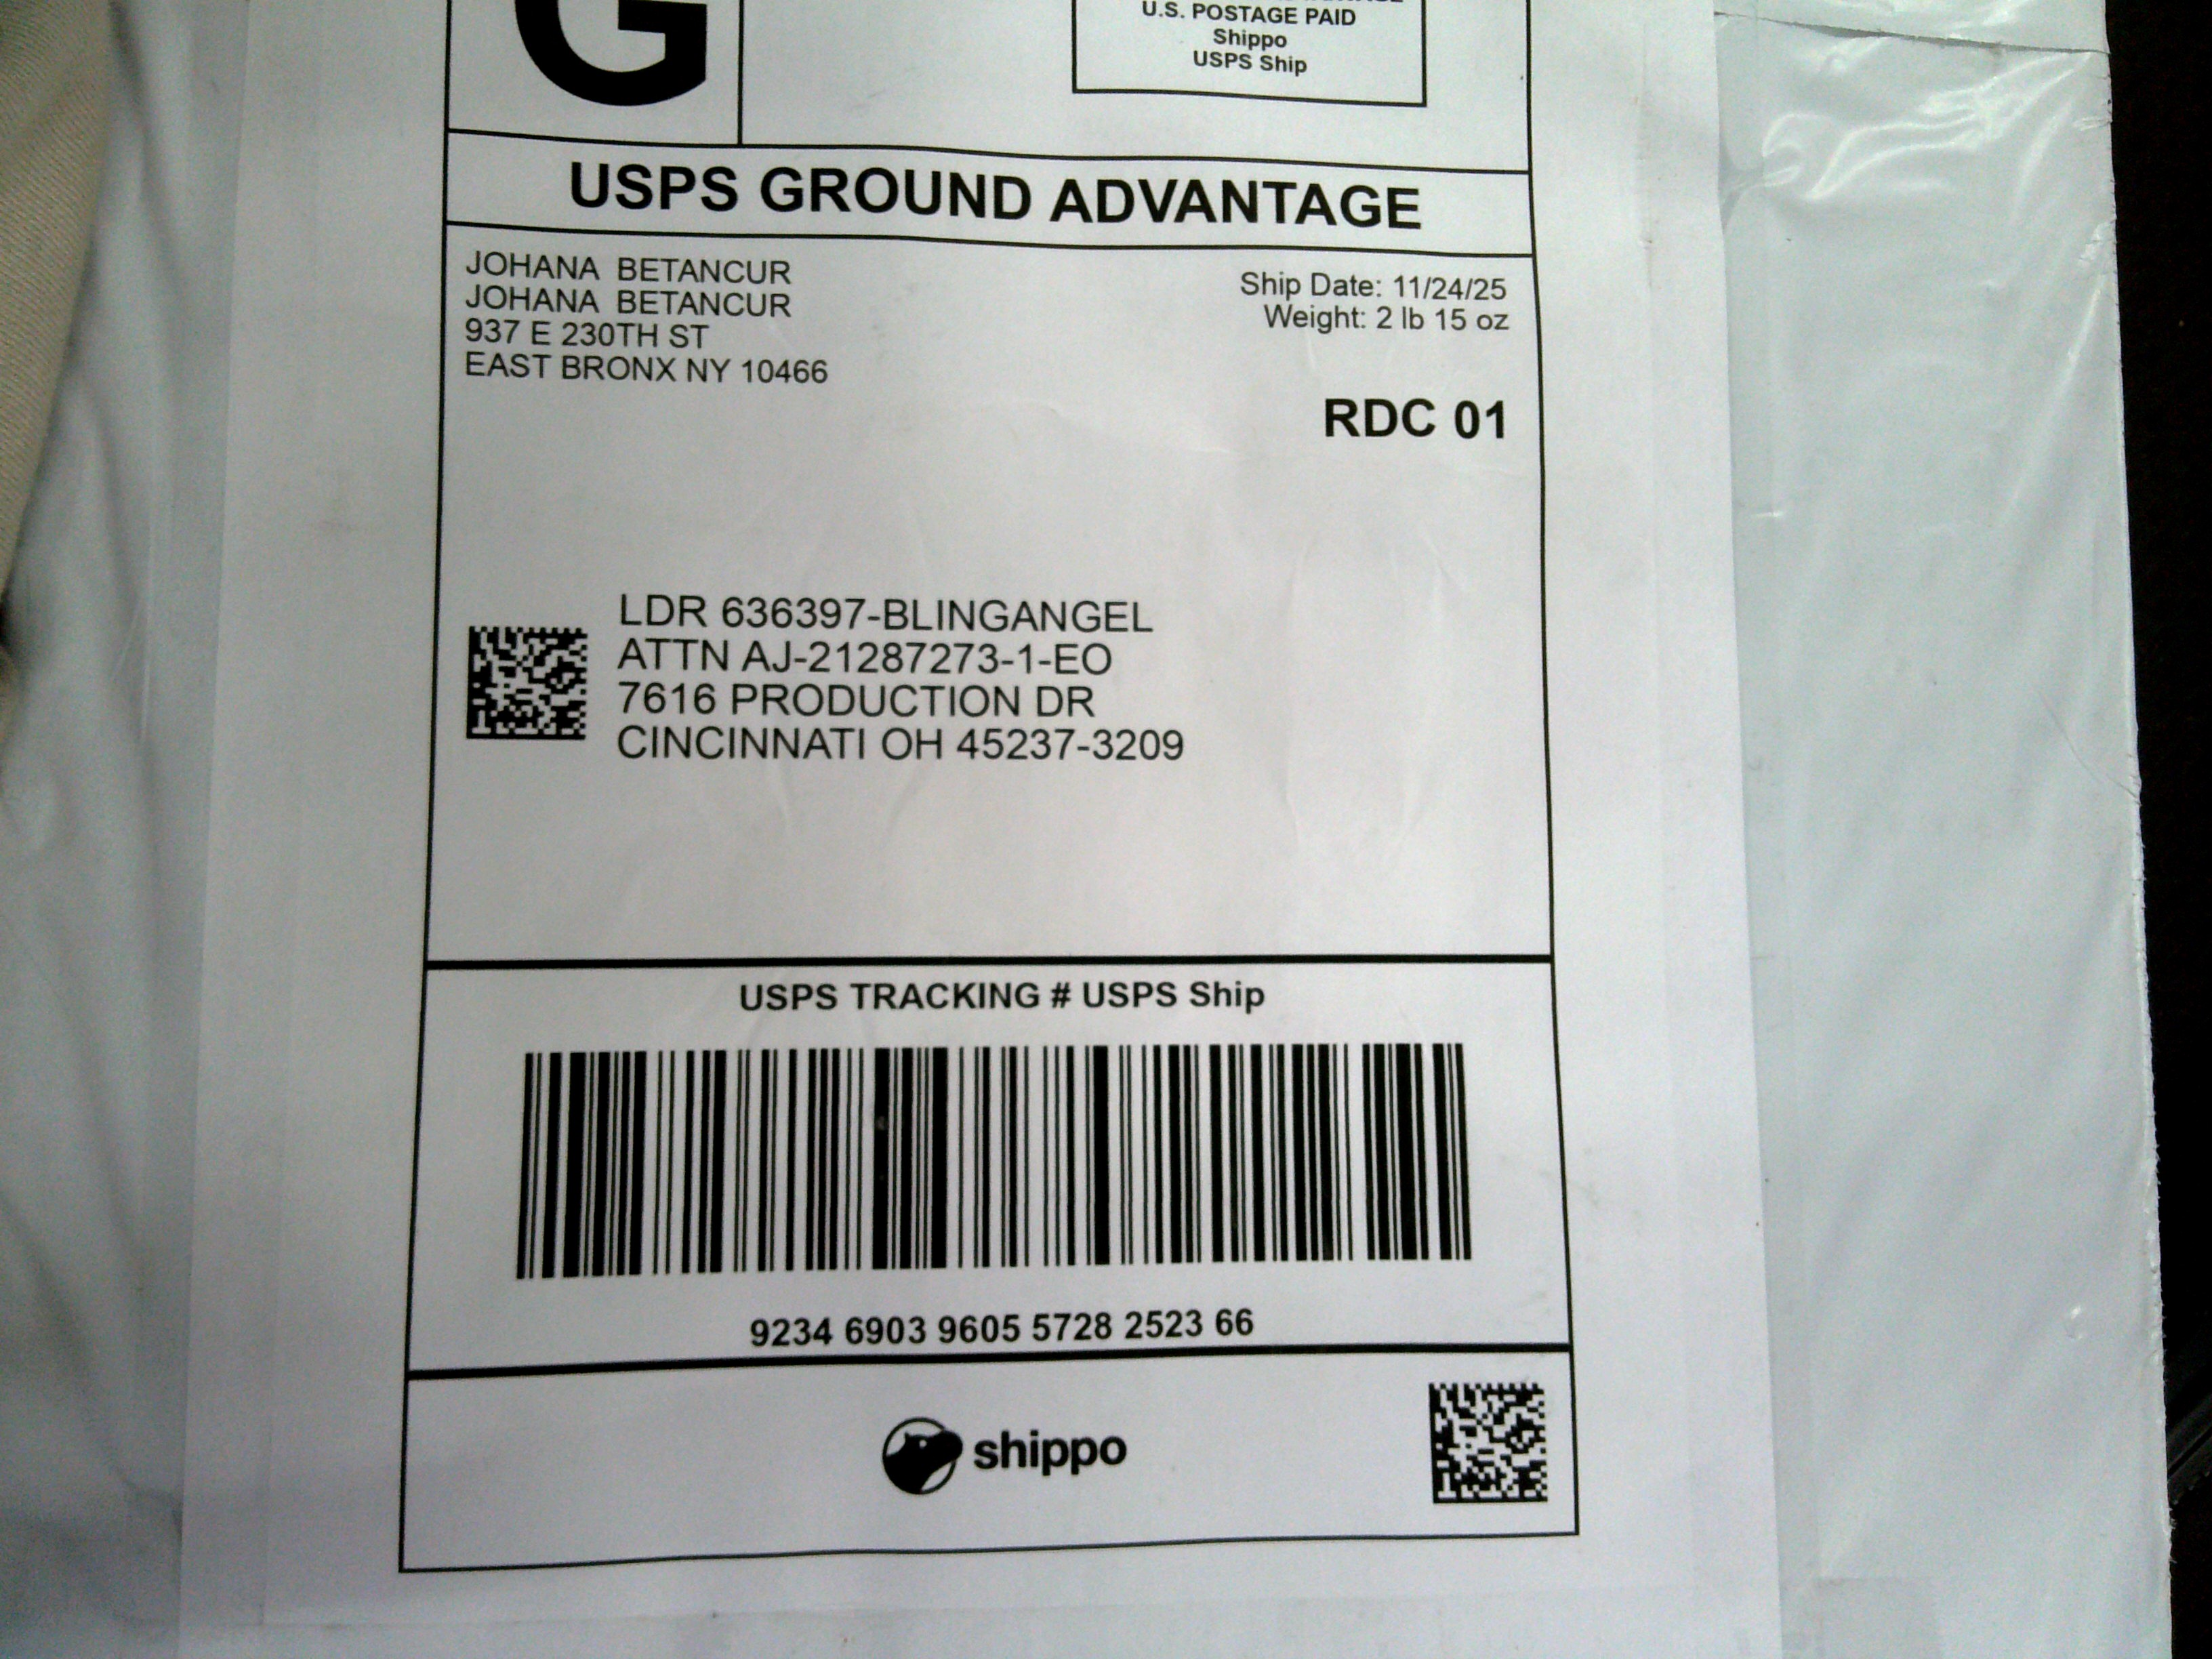 G
U.S. POSTAGE PAID
Shippo
USPS Ship
USPS GROUND ADVANTAGE
JOHANA  BETANCUR
JOHANA  BETANCUR
937 E 230TH ST
EAST BRONX NY 10466
Ship Date: 11/24/25
Weight: 2 lb 15 oz
RDC 01
LDR 636397-BLINGANGEL
ATTN AJ-21287273-1-EO
7616 PRODUCTION DR
CINCINNATI OH 45237-3209
USPS TRACKING # USPS Ship
9234 6903 9605 5728 2523 66
shippo